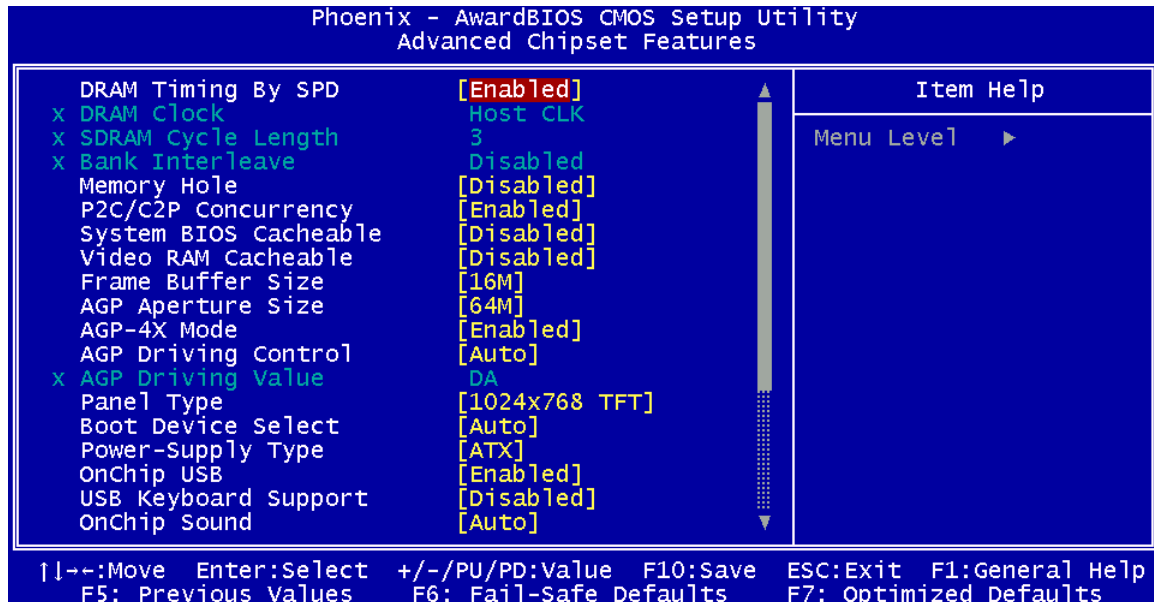 Phoenix - AwardBIOS CMOS Setup Utility
Advanced Chipset Features
DRAM Timing By SPD [Enabled]
x DRAM Clock Host CLK
x SDRAM Cycle Length 3
x Bank Interleave Disabled
Memory Hole [Disabled]
P2C/C2P Concurrency [Enabled]
System BIOS Cacheable [Disabled]
Video RAM Cacheable [Disabled]
Frame Buffer Size [16M]
AGP Aperture Size [64M]
AGP-4X Mode [Enabled]
AGP Driving Control [Auto]
x AGP Driving Value DA
Panel Type [1024x768 TFT]
Boot Device Select [Auto]
Power-Supply Type [ATX]
OnChip USB [Enabled]
USB Keyboard Support [Disabled]
OnChip Sound [Auto]
Item Help
Menu Level ►
↑↓→←:Move Enter:Select +/-/PU/PD:Value F10:Save ESC:Exit F1:General Help
F5: Previous Values F6: Fail-Safe Defaults F7: Optimized Defaults